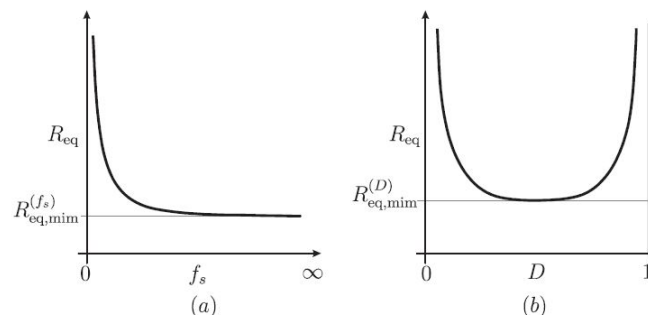 R_eq
R_eq,mim^(f_s)
0
f_s
∞
(a)
R_eq
R_eq,mim^(D)
0
D
1
(b)